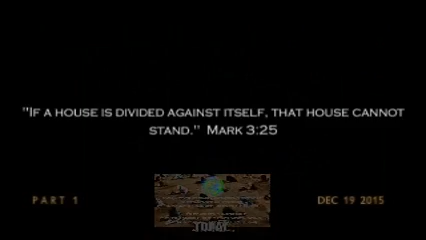 "IF A HOUSE IS DIVIDED AGAINST ITSELF, THAT HOUSE CANNOT
STAND." MARK 3:25
PART 1
DEC 19 2015